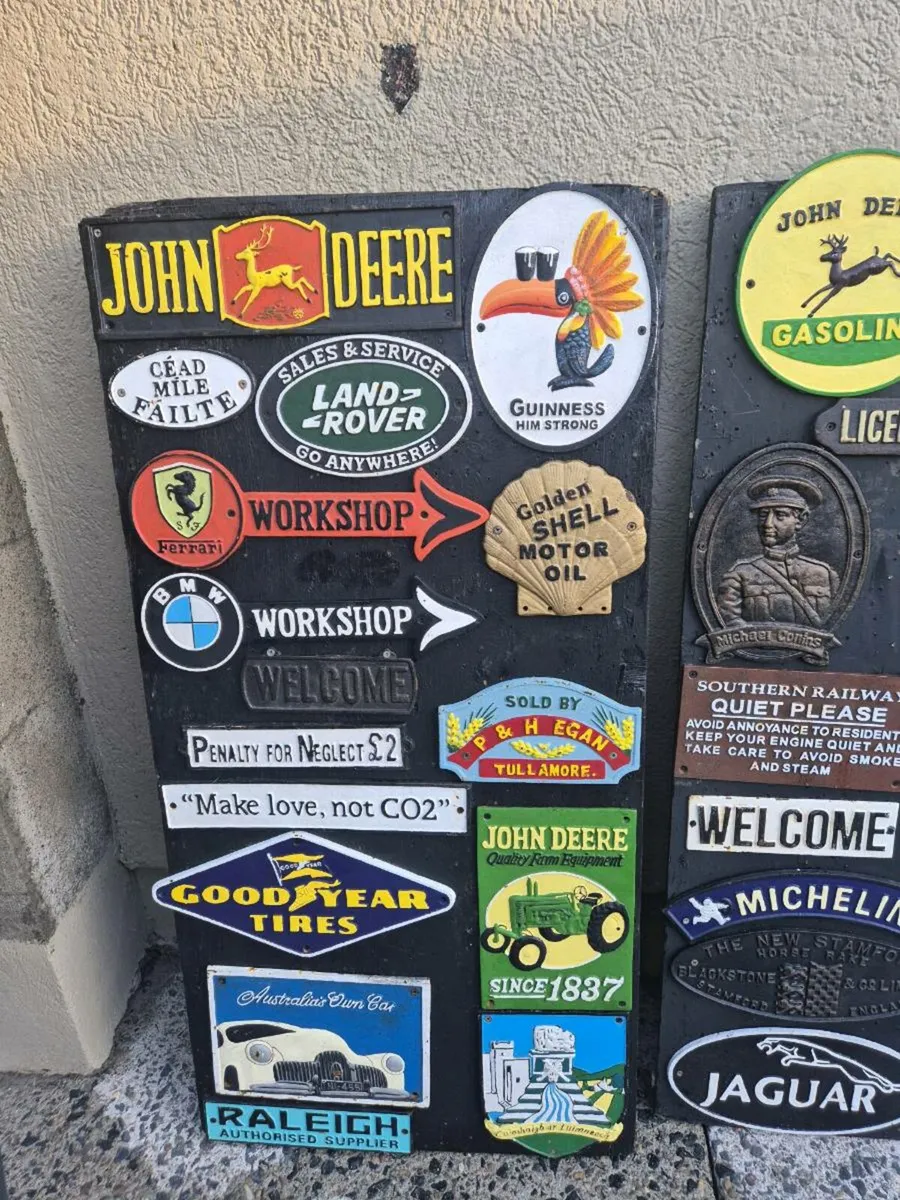 JOHN DEERE
GUINNESS
HIM STRONG
CÉAD
MÍLE
FÁILTE
SALES & SERVICE
LAND-
ROVER
GO ANYWHERE!
S F
Ferrari
WORKSHOP
Golden
SHELL
MOTOR
OIL
BMW
WORKSHOP
WELCOME
SOLD BY
P & H EGAN
TULLAMORE.
PENALTY FOR NEGLECT £2
"Make love, not CO2"
GOODYEAR
GOODYEAR
TIRES
JOHN DEERE
Quality Farm Equipment
SINCE 1837
Australia's Own Car
RALEIGH
AUTHORISED SUPPLIER
JOHN DEE
GASOLIN
LICE
Michael Collins
SOUTHERN RAILWAY
QUIET PLEASE
AVOID ANNOYANCE TO RESIDENT
KEEP YOUR ENGINE QUIET AND
TAKE CARE TO AVOID SMOKE
AND STEAM
WELCOME
MICHELIN
THE NEW STAMFO
HORSE RAKE
BLACKSTONE & CO LI
STAMFORD ENGLA
JAGUAR